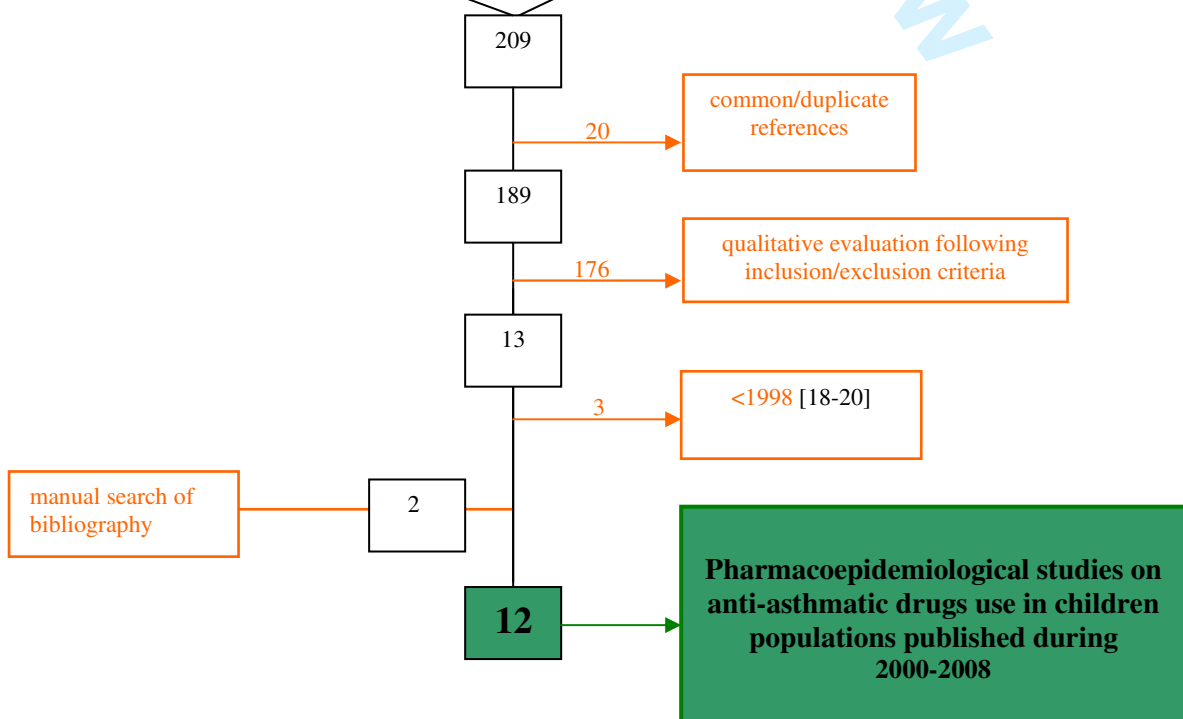 209
common/duplicate
references
20
189
qualitative evaluation following
inclusion/exclusion criteria
176
13
<1998 [18-20]
3
manual search of
bibliography
2
12
Pharmacoepidemiological studies on
anti-asthmatic drugs use in children
populations published during
2000-2008
w